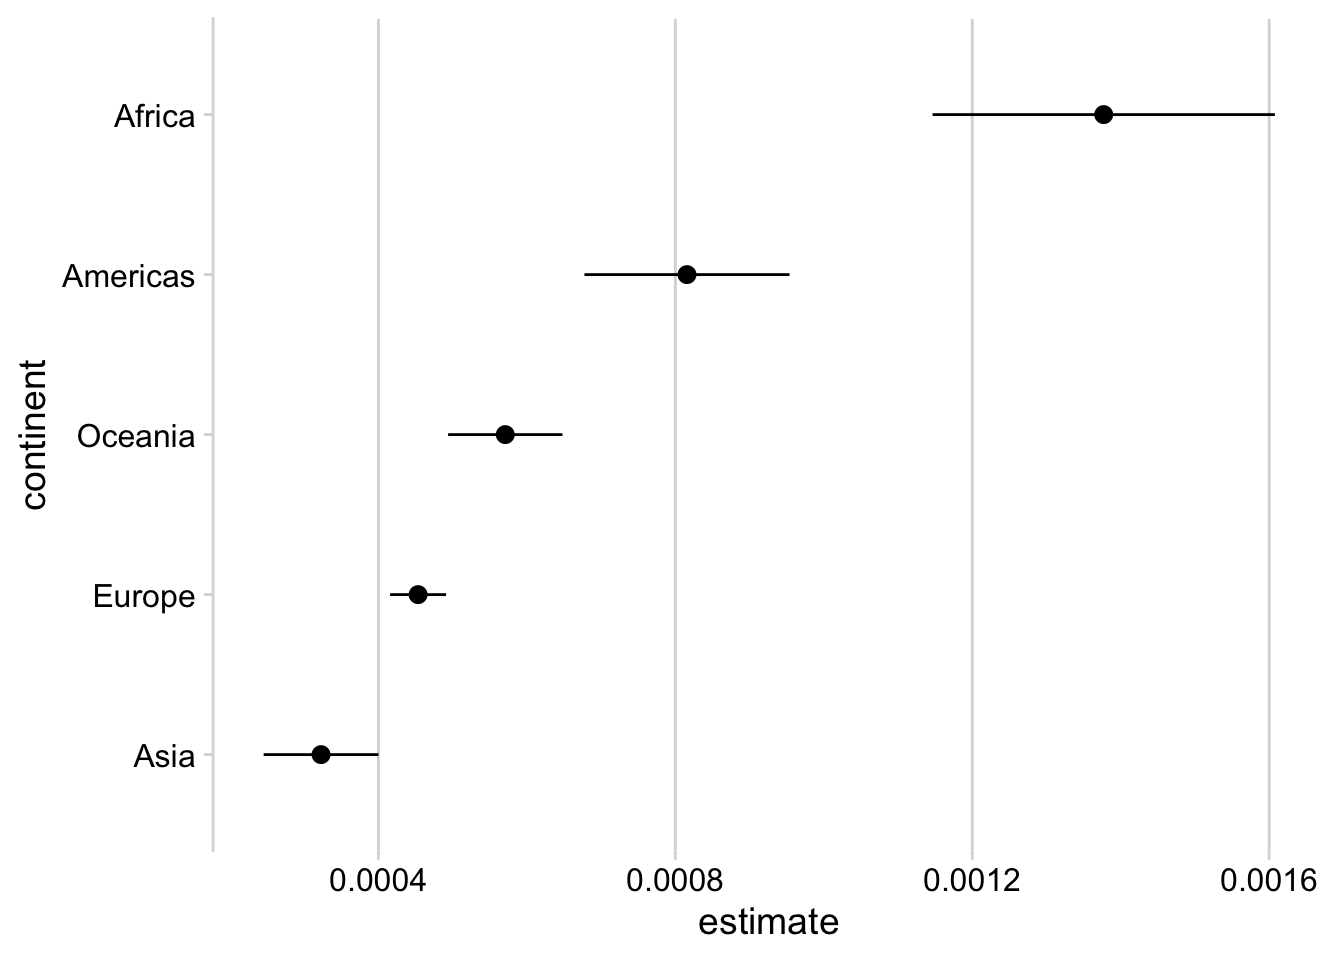 Africa
Americas
Oceania
Europe
Asia
continent
0.0004 0.0008 0.0012 0.0016
estimate